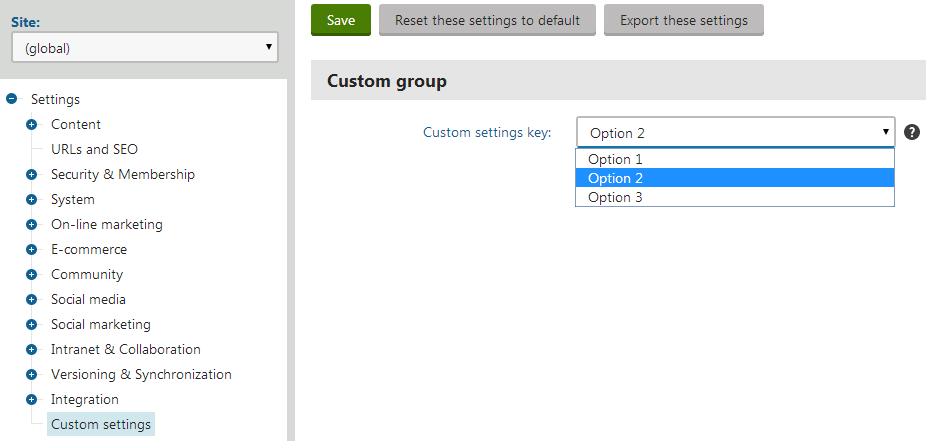 Site:
(global)
Settings
Content
URLs and SEO
Security & Membership
System
On-line marketing
E-commerce
Community
Social media
Social marketing
Intranet & Collaboration
Versioning & Synchronization
Integration
Custom settings
Save Reset these settings to default Export these settings
Custom group
Custom settings key: Option 2 ?
Option 1
Option 2
Option 3